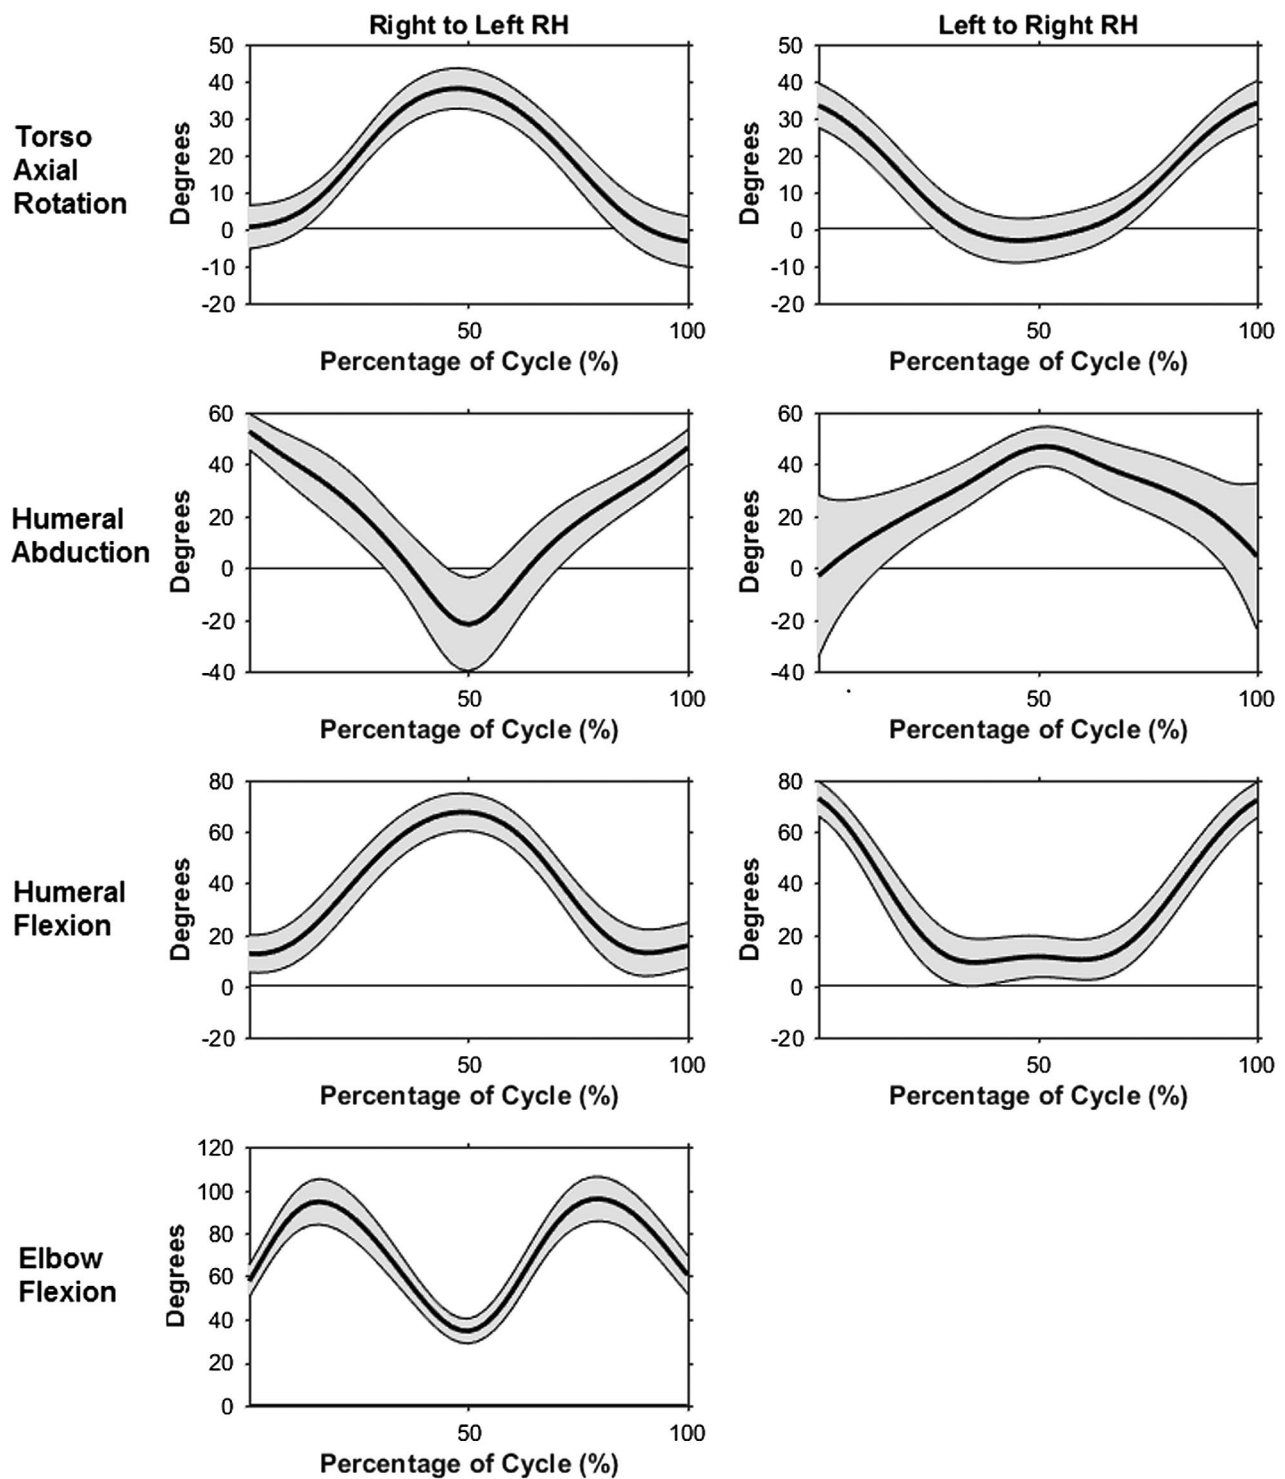 Right to Left RH
Left to Right RH
Torso
Axial
Rotation
Degrees
50
40
30
20
10
0
-10
-20
50
100
Percentage of Cycle (%)
Degrees
50
40
30
20
10
0
-10
-20
50
100
Percentage of Cycle (%)
Humeral
Abduction
Degrees
60
40
20
0
-20
-40
50
100
Percentage of Cycle (%)
Degrees
60
40
20
0
-20
-40
50
100
Percentage of Cycle (%)
Humeral
Flexion
Degrees
80
60
40
20
0
-20
50
100
Percentage of Cycle (%)
Degrees
80
60
40
20
0
-20
50
100
Percentage of Cycle (%)
Elbow
Flexion
Degrees
120
100
80
60
40
20
0
50
100
Percentage of Cycle (%)